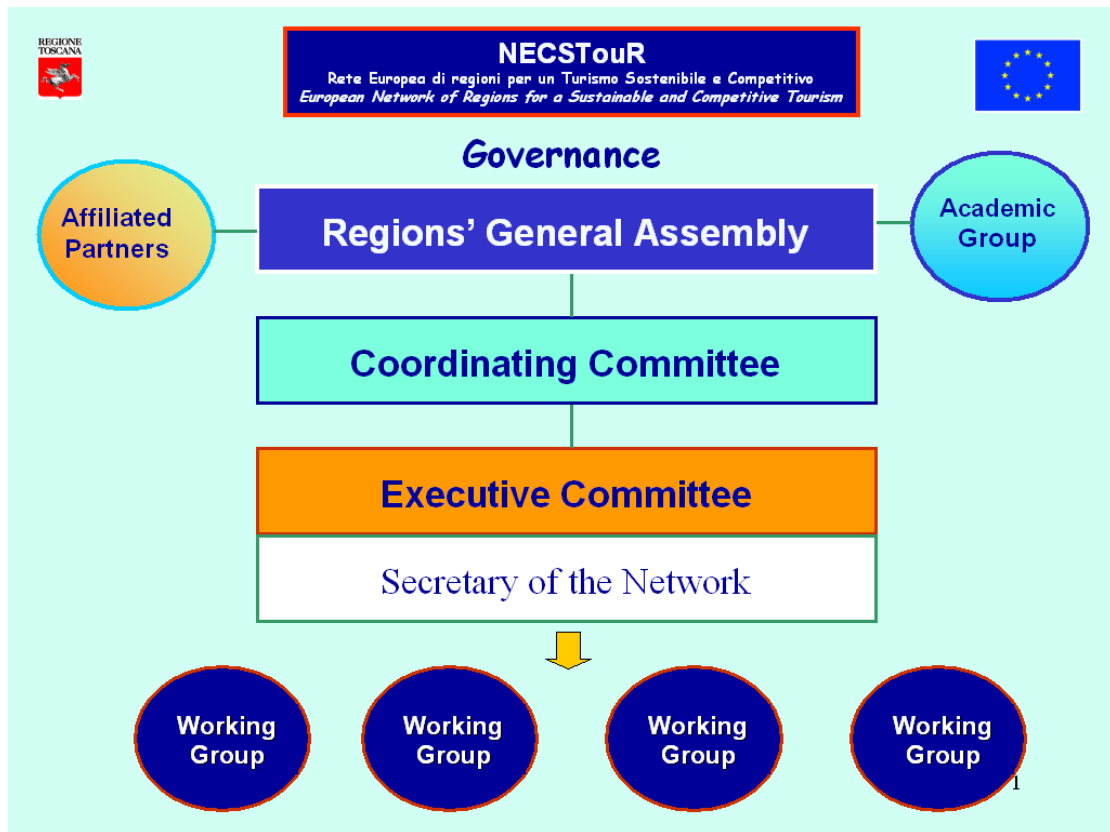 REGIONE
TOSCANA
NECSTouR
Rete Europea di regioni per un Turismo Sostenibile e Competitivo
European Network of Regions for a Sustainable and Competitive Tourism
Governance
Affiliated
Partners
Regions' General Assembly
Academic
Group
Coordinating Committee
Executive Committee
Secretary of the Network
Working
Group
Working
Group
Working
Group
Working
Group
1